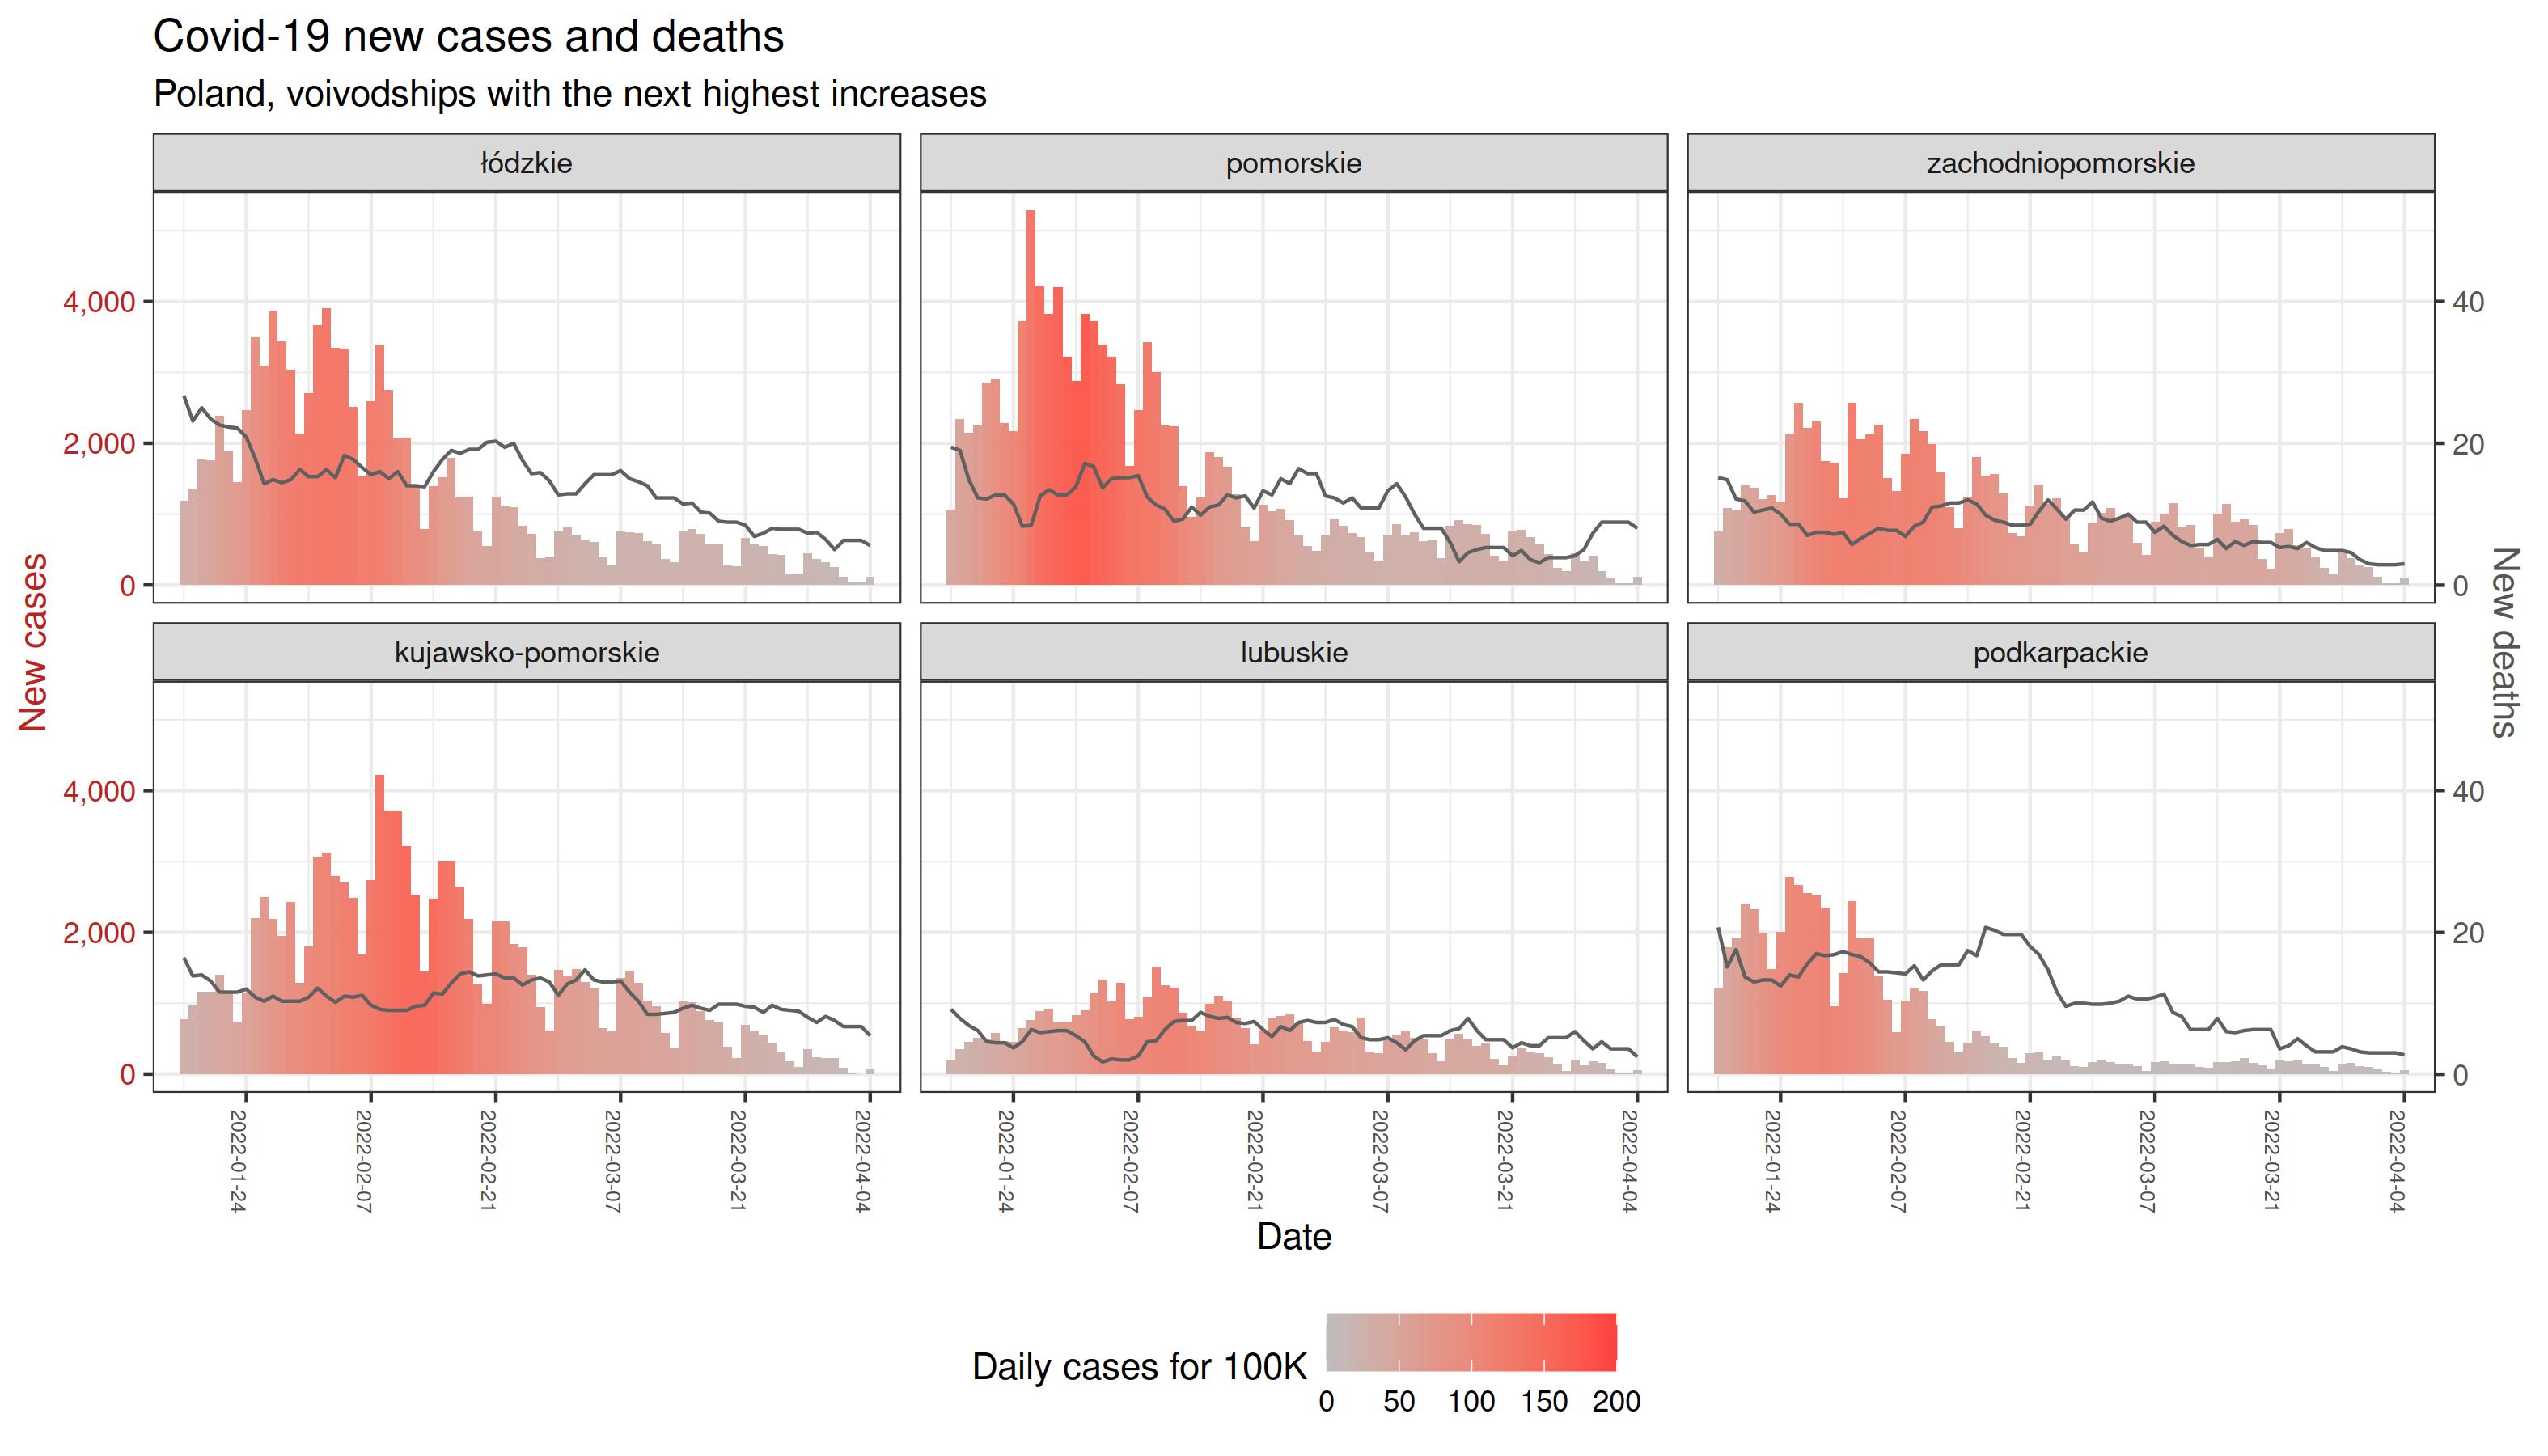 Covid-19 new cases and deaths
Poland, voivodships with the next highest increases
łódzkie
pomorskie
zachodniopomorskie
4,000
2,000
0
40
20
0
New cases
New deaths
kujawsko-pomorskie
lubuskie
podkarpackie
4,000
2,000
0
40
20
0
2022-01-24
2022-02-07
2022-02-21
2022-03-07
2022-03-21
2022-04-04
2022-01-24
2022-02-07
2022-02-21
2022-03-07
2022-03-21
2022-04-04
2022-01-24
2022-02-07
2022-02-21
2022-03-07
2022-03-21
2022-04-04
Date
Daily cases for 100K
0 50 100 150 200